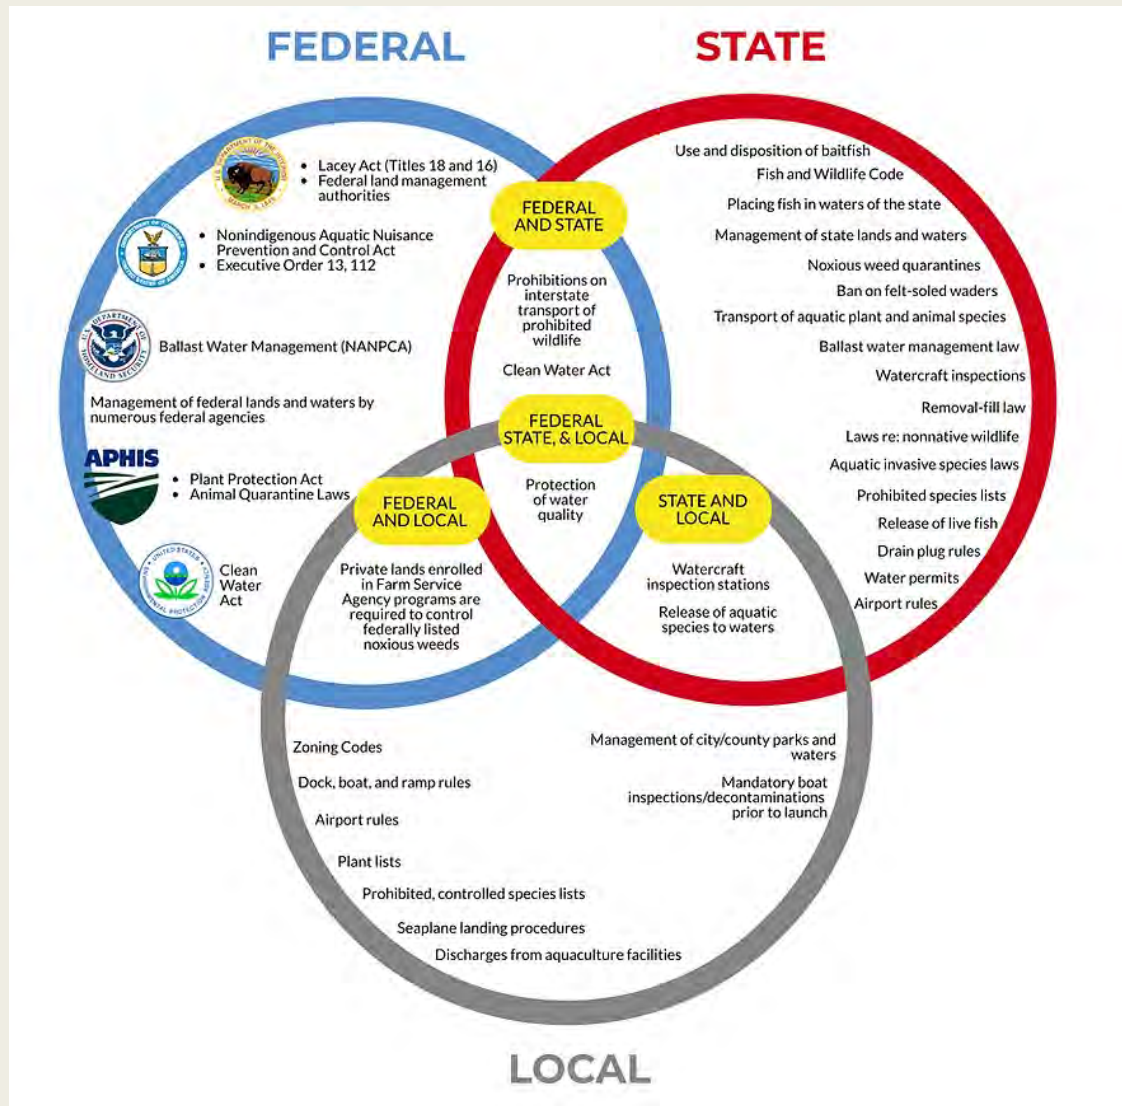 FEDERAL
STATE
• Lacey Act (Titles 18 and 16)
• Federal land management
authorities
• Nonindigenous Aquatic Nuisance
Prevention and Control Act
• Executive Order 13, 112
Ballast Water Management (NANPCA)
Management of federal lands and waters by
numerous federal agencies
APHIS
• Plant Protection Act
• Animal Quarantine Laws
Clean
Water
Act
FEDERAL
AND STATE
Prohibitions on
interstate
transport of
prohibited
wildlife
Clean Water Act
FEDERAL
STATE, & LOCAL
Protection
of water
quality
Use and disposition of baitfish
Fish and Wildlife Code
Placing fish in waters of the state
Management of state lands and waters
Noxious weed quarantines
Ban on felt-soled waders
Transport of aquatic plant and animal species
Ballast water management law
Watercraft inspections
Removal-fill law
Laws re: nonnative wildlife
Aquatic invasive species laws
Prohibited species lists
Release of live fish
Drain plug rules
Water permits
Airport rules
FEDERAL
AND LOCAL
Private lands enrolled
in Farm Service
Agency programs are
required to control
federally listed
noxious weeds
STATE AND
LOCAL
Watercraft
inspection stations
Release of aquatic
species to waters
Zoning Codes
Dock, boat, and ramp rules
Airport rules
Plant lists
Prohibited, controlled species lists
Seaplane landing procedures
Discharges from aquaculture facilities
Management of city/county parks and
waters
Mandatory boat
inspections/decontaminations
prior to launch
LOCAL